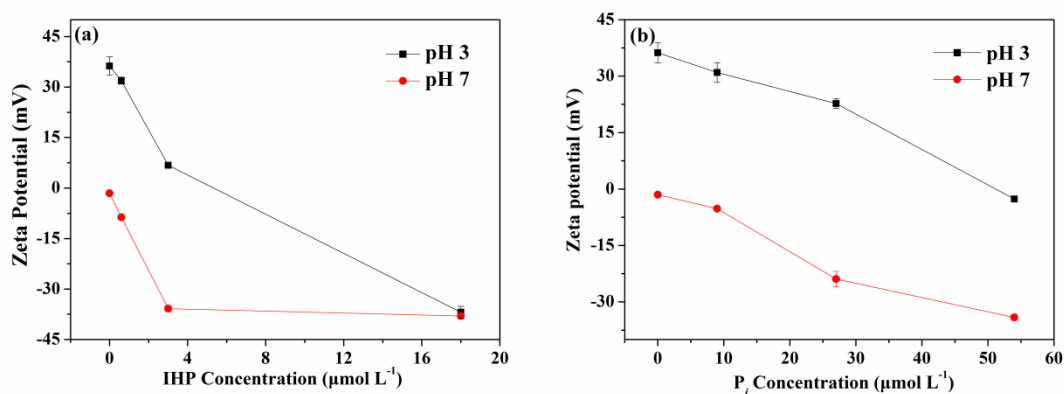 (a)
pH 3
pH 7
45
30
15
0
-15
-30
-45
Zeta Potential (mV)
0 4 8 12 16 20
IHP Concentration (µmol L-1)
(b)
pH 3
pH 7
45
30
15
0
-15
-30
Zeta potential (mV)
0 10 20 30 40 50 60
Pi Concentration (µmol L-1)